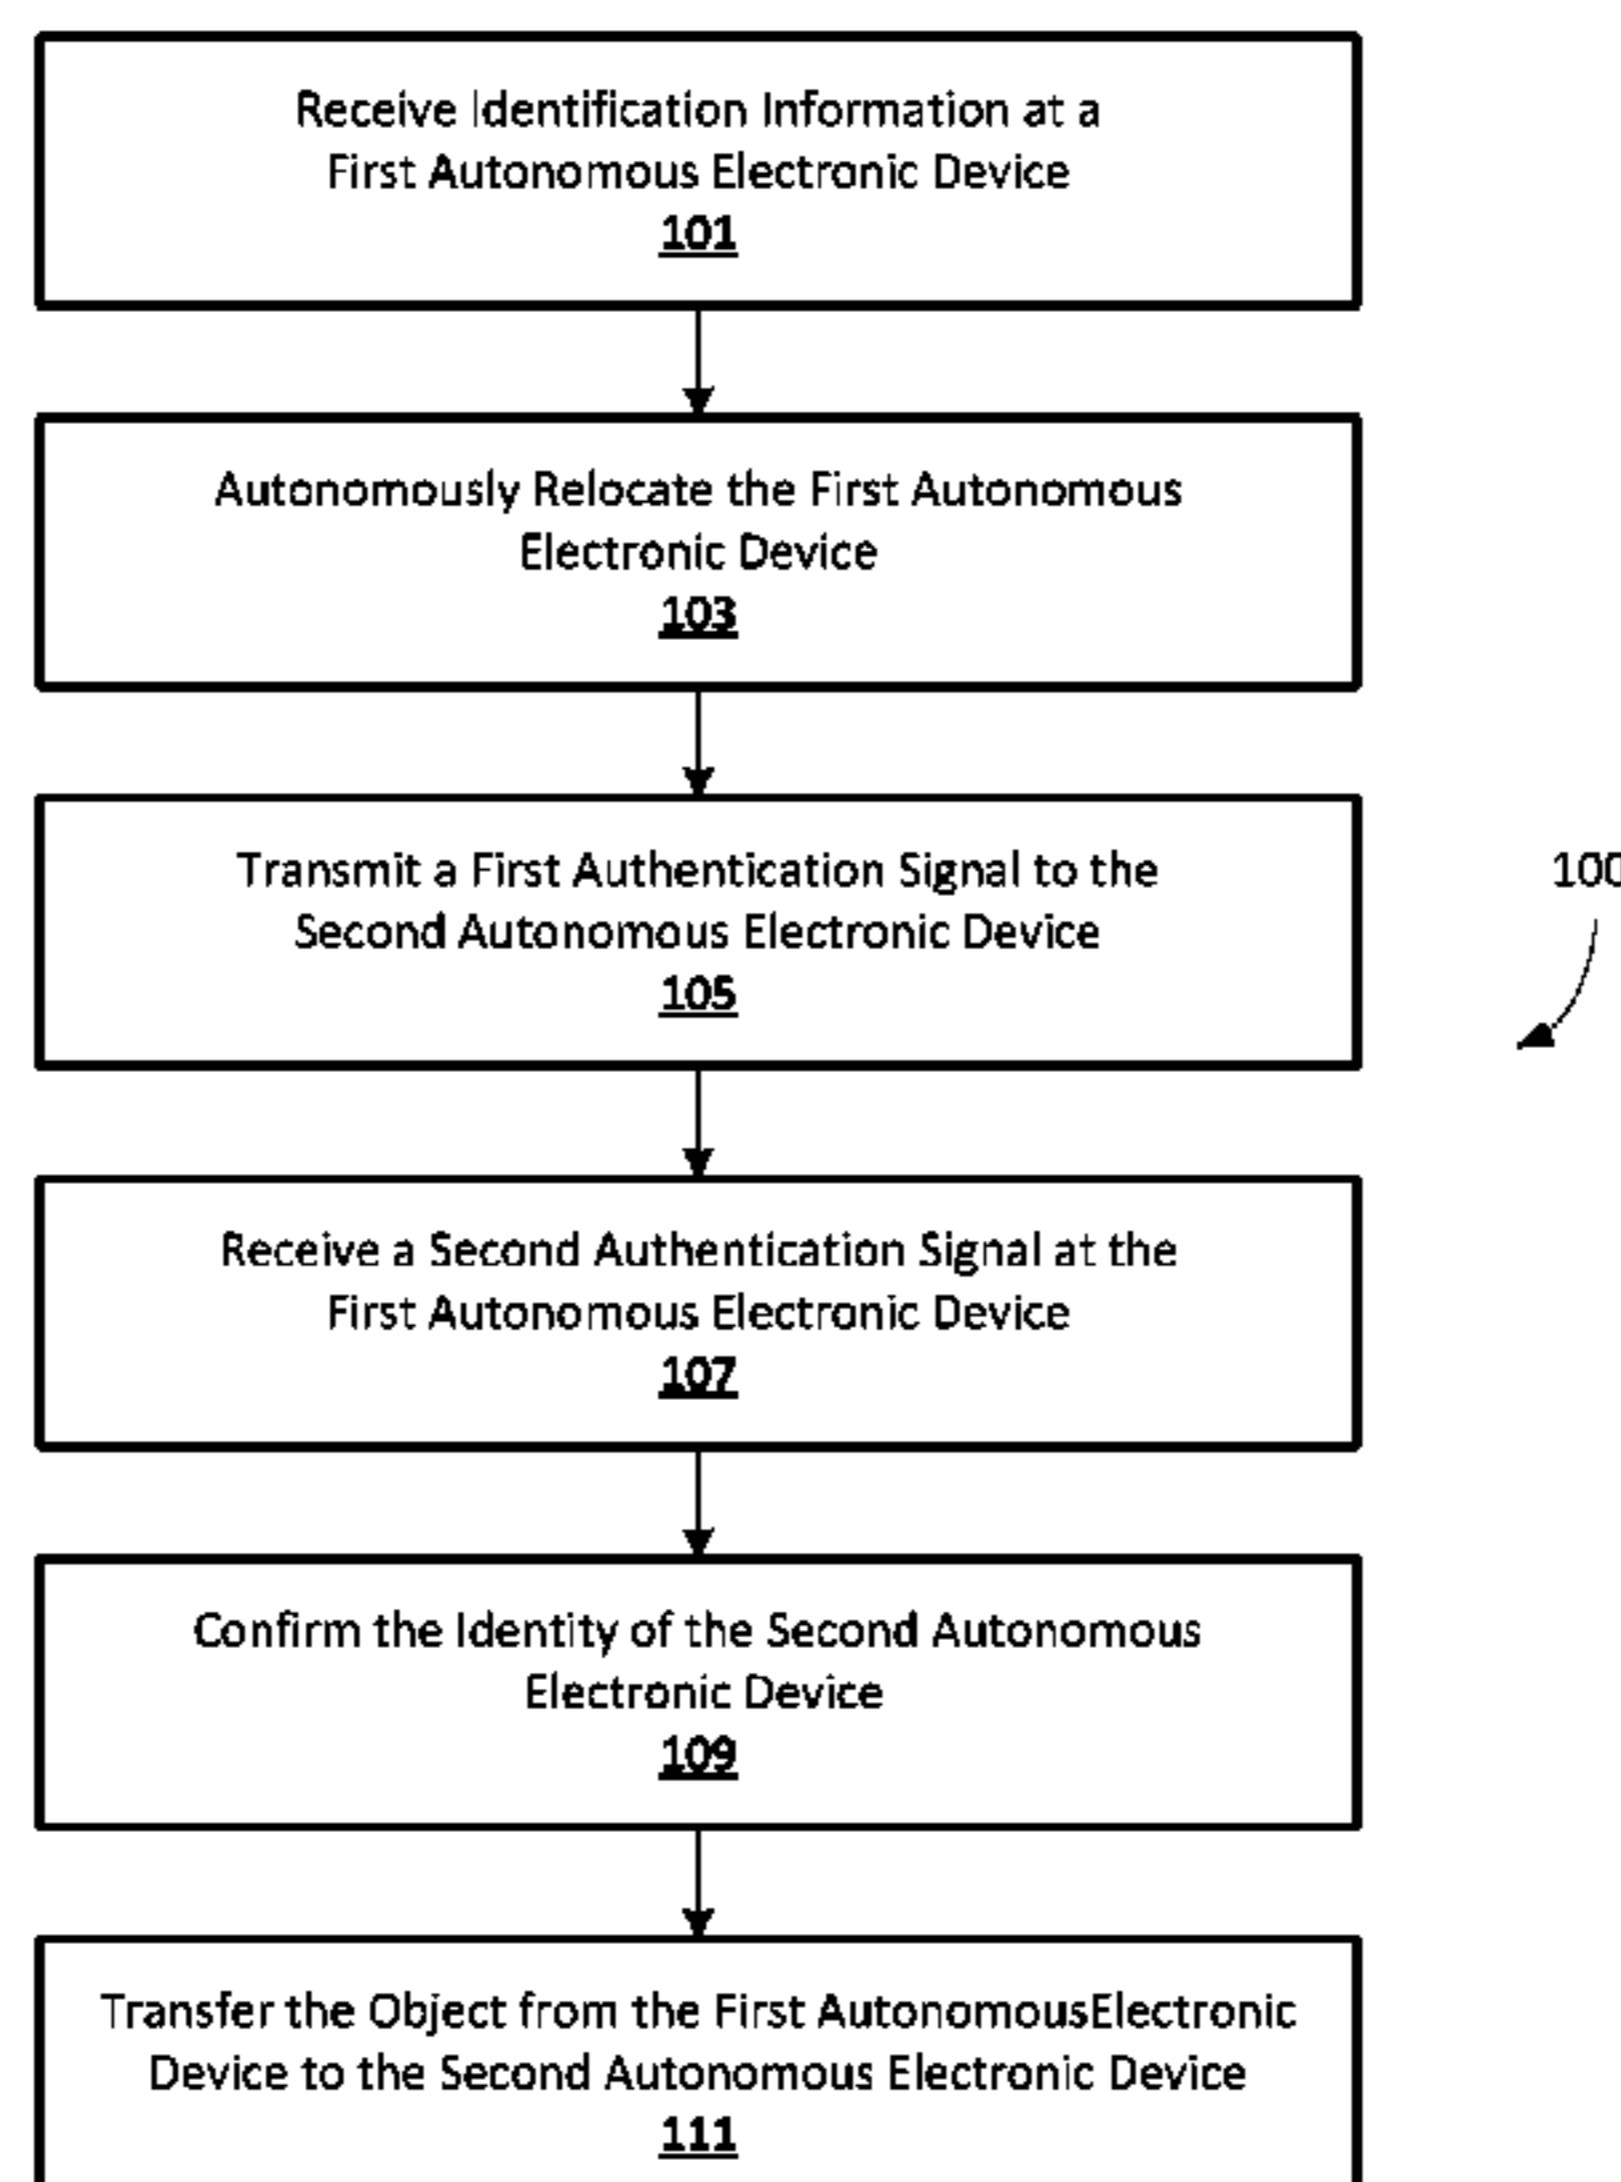 Receive Identification Information at a
First Autonomous Electronic Device
101
Autonomously Relocate the First Autonomous
Electronic Device
103
Transmit a First Authentication Signal to the
Second Autonomous Electronic Device
105
100
Receive a Second Authentication Signal at the
First Autonomous Electronic Device
107
Confirm the Identity of the Second Autonomous
Electronic Device
109
Transfer the Object from the First AutonomousElectronic
Device to the Second Autonomous Electronic Device
111